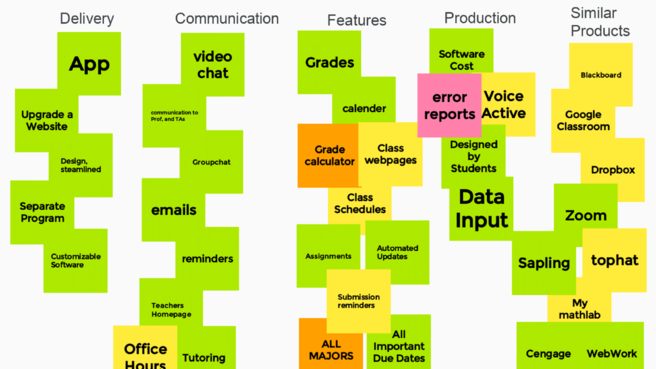 Delivery
App
Upgrade a
Website
Design,
steamlined
Separate
Program
Customizable
Software
Communication
video
chat
communication to
Prof, and TAs
Groupchat
emails
reminders
Teachers
Homepage
Office
Hours
Tutoring
Features
Grades
calender
Grade
calculator
Class
webpages
Class
Schedules
Assignments
Automated
Updates
Submission
reminders
ALL
MAJORS
All
Important
Due Dates
Production
Software
Cost
error
reports
Voice
Active
Designed
by
Students
Data
Input
Similar
Products
Blackboard
Google
Classroom
Dropbox
Zoom
Sapling
tophat
My
mathlab
Cengage
WebWork